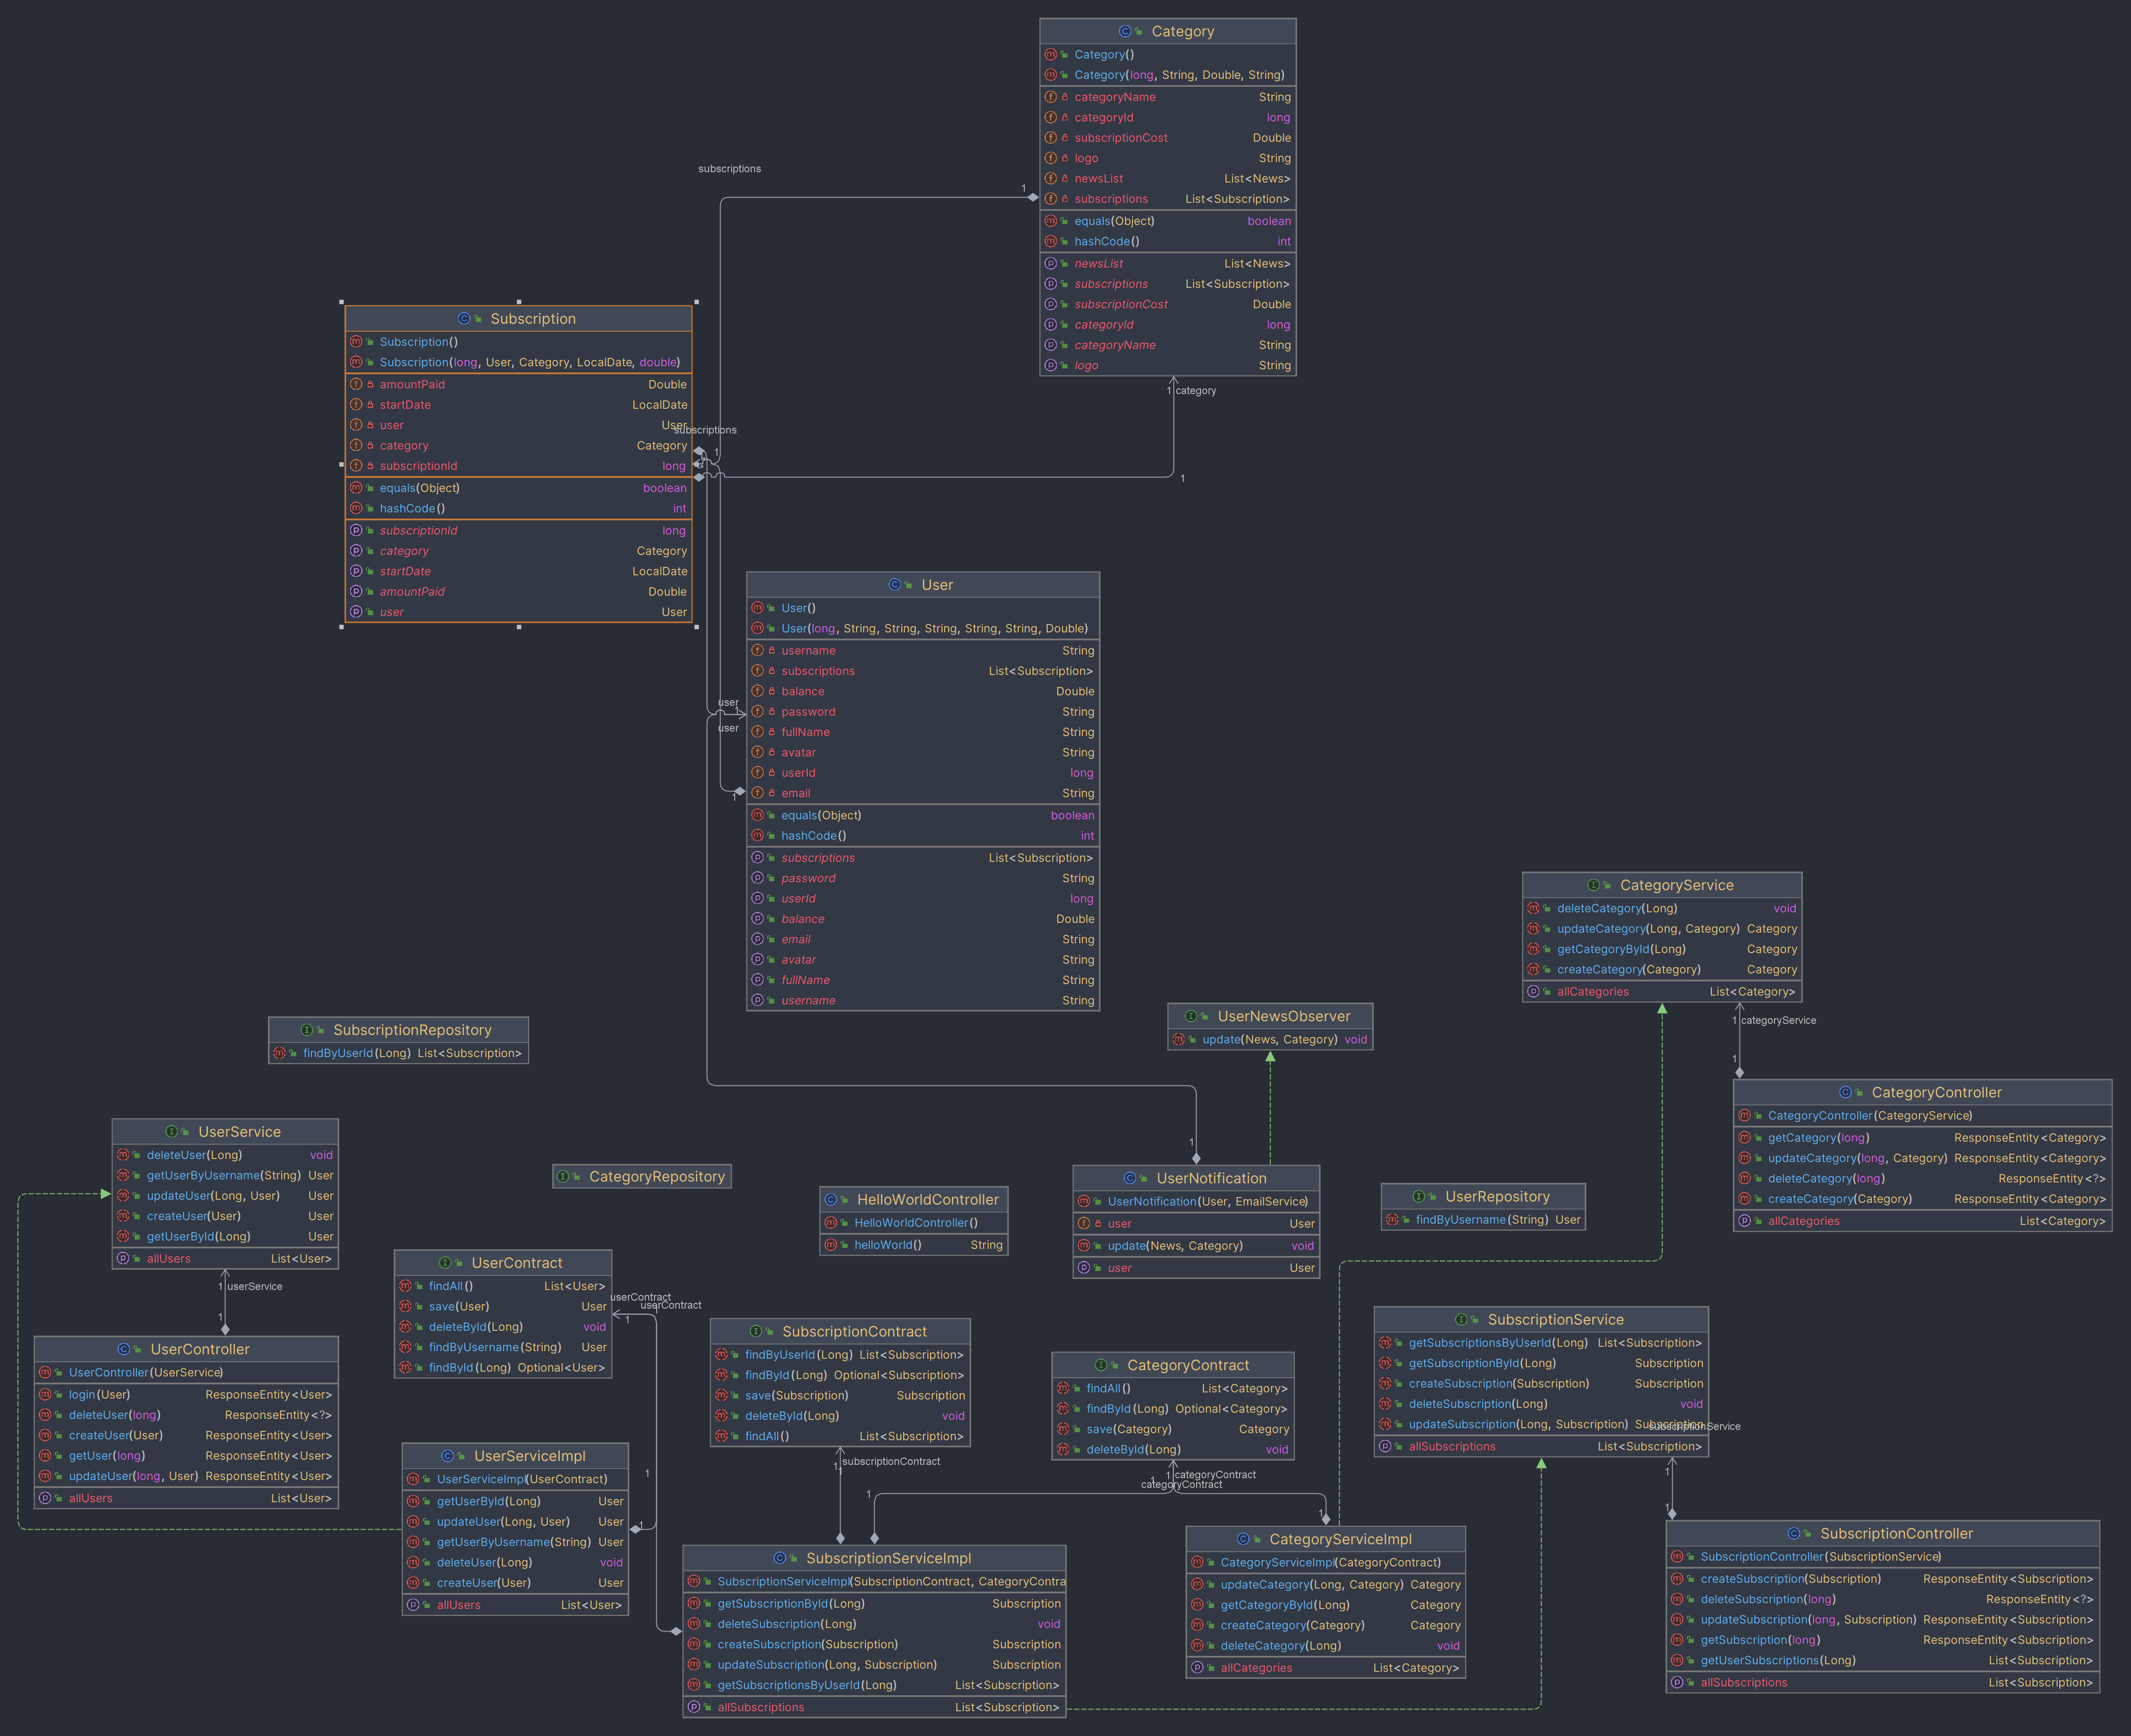 Category
Category()
Category(long, String, Double, String)
categoryName String
categoryId long
subscriptionCost Double
logo String
newsList List<News>
subscriptions List<Subscription>
equals(Object) boolean
hashCode() int
newsList List<News>
subscriptions List<Subscription>
subscriptionCost Double
categoryId long
categoryName String
logo String
subscriptions
1
1 category
1
Subscription
Subscription()
Subscription(long, User, Category, LocalDate, double)
amountPaid Double
startDate LocalDate
user User
category Category
subscriptionId long
equals(Object) boolean
hashCode() int
subscriptionId long
category Category
startDate LocalDate
amountPaid Double
user User
subscriptions
1
User
User()
User(long, String, String, String, String, String, Double)
username String
subscriptions List<Subscription>
balance Double
password String
fullName String
avatar String
userId long
email String
equals(Object) boolean
hashCode() int
subscriptions List<Subscription>
password String
userId long
balance Double
email String
avatar String
fullName String
username String
user
1
user
1
CategoryService
deleteCategory(Long) void
updateCategory(Long, Category) Category
getCategoryById(Long) Category
createCategory(Category) Category
allCategories List<Category>
1 categoryService
1
CategoryController
CategoryController(CategoryService)
getCategory(long) ResponseEntity<Category>
updateCategory(long, Category) ResponseEntity<Category>
deleteCategory(long) ResponseEntity<?>
createCategory(Category) ResponseEntity<Category>
allCategories List<Category>
UserNewsObserver
update(News, Category) void
SubscriptionRepository
findByUserId(Long) List<Subscription>
UserService
deleteUser(Long) void
getUserByUsername(String) User
updateUser(Long, User) User
createUser(User) User
getUserById(Long) User
allUsers List<User>
1 userService
1
CategoryRepository
HelloWorldController
HelloWorldController()
helloWorld() String
1
UserNotification
UserNotification(User, EmailService)
user User
update(News, Category) void
user User
UserRepository
findByUsername(String) User
UserContract
findAll() List<User>
save(User) User
deleteById(Long) void
findByUsername(String) User
findById(Long) Optional<User>
userContract
userContract
1
1
1
UserController
UserController(UserService)
login(User) ResponseEntity<User>
deleteUser(long) ResponseEntity<?>
createUser(User) ResponseEntity<User>
getUser(long) ResponseEntity<User>
updateUser(long, User) ResponseEntity<User>
allUsers List<User>
SubscriptionContract
findByUserId(Long) List<Subscription>
findById(Long) Optional<Subscription>
save(Subscription) Subscription
deleteById(Long) void
findAll() List<Subscription>
1 subscriptionContract
1
CategoryContract
findAll() List<Category>
findById(Long) Optional<Category>
save(Category) Category
deleteById(Long) void
1 categoryContract
1 categoryContract
1
1
SubscriptionService
getSubscriptionsByUserId(Long) List<Subscription>
getSubscriptionById(Long) Subscription
createSubscription(Subscription) Subscription
deleteSubscription(Long) void
updateSubscription(Long, Subscription) Subscription
allSubscriptions List<Subscription>
subscriptionService
1
1
UserServiceImpl
UserServiceImpl(UserContract)
getUserById(Long) User
updateUser(Long, User) User
getUserByUsername(String) User
deleteUser(Long) void
createUser(User) User
allUsers List<User>
SubscriptionServiceImpl
SubscriptionServiceImpl(SubscriptionContract, CategoryContra
getSubscriptionById(Long) Subscription
deleteSubscription(Long) void
createSubscription(Subscription) Subscription
updateSubscription(Long, Subscription) Subscription
getSubscriptionsByUserId(Long) List<Subscription>
allSubscriptions List<Subscription>
CategoryServiceImpl
CategoryServiceImpl(CategoryContract)
updateCategory(Long, Category) Category
getCategoryById(Long) Category
createCategory(Category) Category
deleteCategory(Long) void
allCategories List<Category>
SubscriptionController
SubscriptionController(SubscriptionService)
createSubscription(Subscription) ResponseEntity<Subscription>
deleteSubscription(long) ResponseEntity<?>
updateSubscription(long, Subscription) ResponseEntity<Subscription>
getSubscription(long) ResponseEntity<Subscription>
getUserSubscriptions(Long) List<Subscription>
allSubscriptions List<Subscription>